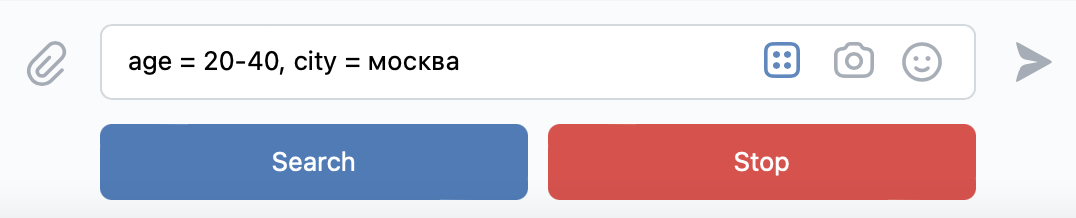 age = 20-40, city = москва
Search
Stop